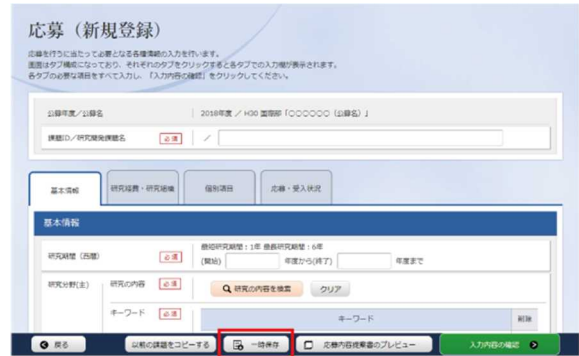 応募（新規登録）
応募を行うに当たって必要となる各種情報の入力を行います。
画面はタブ構成になっており、それぞれのタブをクリックすると各タブでの入力欄が表示されます。
各タブの必要な項目をすべて入力し、「入力内容の確認」をクリックしてください。
公募年度／公募名 2018年度 ／ H30 国際部「○○○○○○（公募名）」
課題ID／研究開発課題名 必須 ／
基本情報 研究経費・研究組織 個別項目 応募・受入状況
基本情報
研究期間（西暦） 必須 最短研究期間：1年 最長研究期間：6年
(開始) 年度から(終了) 年度まで
研究分野(主) 研究の内容 必須 研究の内容を検索 クリア
キーワード 必須 キーワード 削除
戻る 以前の課題をコピーする 一時保存 応募内容提案書のプレビュー 入力内容の確認